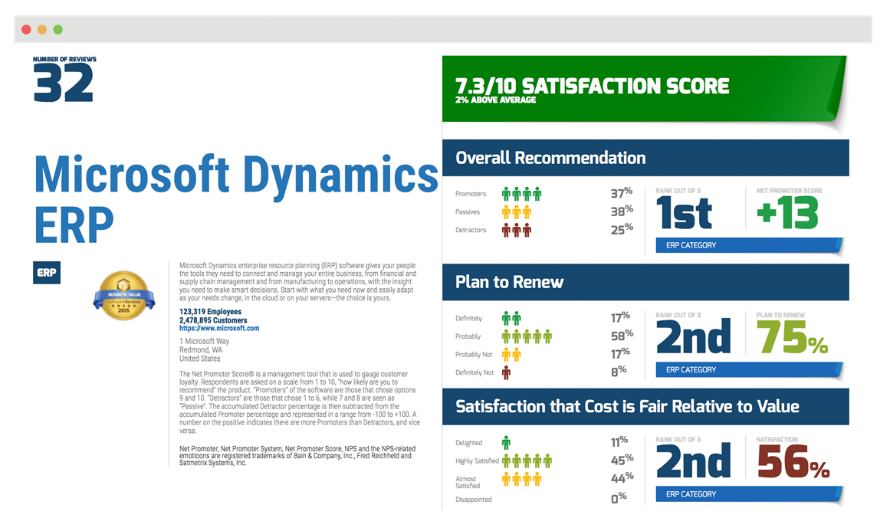 NUMBER OF REVIEWS
32
Microsoft Dynamics
ERP
ERP
BUSINESS VALUE
2015
Microsoft Dynamics enterprise resource planning (ERP) software gives your people
the tools they need to connect and manage your entire business, from financial and
supply chain management and from manufacturing to operations, with the insight
you need to make smart decisions. Start with what you need now and easily adapt
as your needs change, in the cloud or on your servers—the choice is yours.
123,319 Employees
2,478,895 Customers
https://www.microsoft.com
1 Microsoft Way
Redmond, WA
United States
The Net Promoter Score® is a management tool that is used to gauge customer
loyalty. Respondents are asked on a scale from 1 to 10, "how likely are you to
recommend" the product. "Promoters" of the software are those that chose options
9 and 10. "Detractors" are those that chose 1 to 6, while 7 and 8 are seen as
"Passive". The accumulated Detractor percentage is then subtracted from the
accumulated Promoter percentage and represented in a range from -100 to +100. A
number on the positive indicates there are more Promoters than Detractors, and vice
versa.
Net Promoter, Net Promoter System, Net Promoter Score, NPS and the NPS-related
emoticons are registered trademarks of Bain & Company, Inc., Fred Reichheld and
Satmetrix Systems, Inc.
7.3/10 SATISFACTION SCORE
2% ABOVE AVERAGE
Overall Recommendation
Promoters 37%
Passives 38%
Detractors 25%
RANK OUT OF 3
1st
NET PROMOTER SCORE
+13
ERP CATEGORY
Plan to Renew
Definitely 17%
Probably 58%
Probably Not 17%
Definitely Not 8%
RANK OUT OF 3
2nd
PLAN TO RENEW
75%
ERP CATEGORY
Satisfaction that Cost is Fair Relative to Value
Delighted 11%
Highly Satisfied 45%
Almost
Satisfied 44%
Disappointed 0%
RANK OUT OF 3
2nd
SATISFACTION
56%
ERP CATEGORY